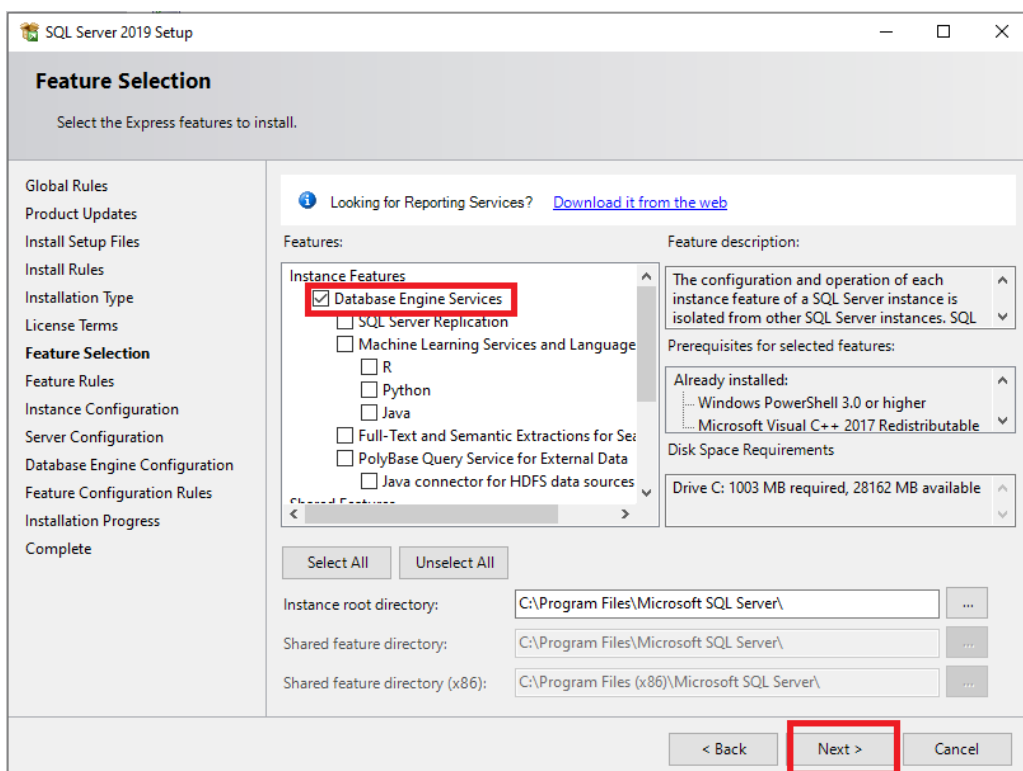 SQL Server 2019 Setup
Feature Selection
Select the Express features to install.
Global Rules
Product Updates
Install Setup Files
Install Rules
Installation Type
License Terms
Feature Selection
Feature Rules
Instance Configuration
Server Configuration
Database Engine Configuration
Feature Configuration Rules
Installation Progress
Complete
Looking for Reporting Services? Download it from the web
Features:
Instance Features
Database Engine Services
SQL Server Replication
Machine Learning Services and Language
R
Python
Java
Full-Text and Semantic Extractions for Sea
PolyBase Query Service for External Data
Java connector for HDFS data sources
Shared Features
Feature description:
The configuration and operation of each
instance feature of a SQL Server instance is
isolated from other SQL Server instances. SQL
Prerequisites for selected features:
Already installed:
Windows PowerShell 3.0 or higher
Microsoft Visual C++ 2017 Redistributable
Disk Space Requirements
Drive C: 1003 MB required, 28162 MB available
Select All
Unselect All
Instance root directory: C:\Program Files\Microsoft SQL Server\ ...
Shared feature directory: C:\Program Files\Microsoft SQL Server\ ...
Shared feature directory (x86): C:\Program Files (x86)\Microsoft SQL Server\ ...
< Back
Next >
Cancel